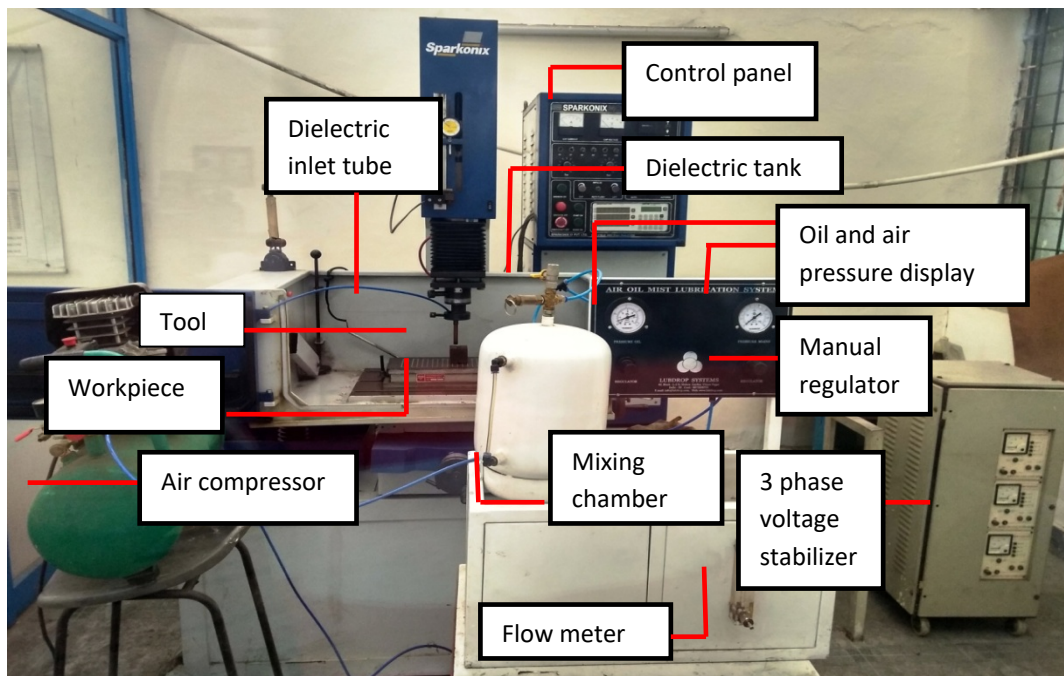 Sparkonix
Control panel
SPARKONIX
Dielectric
inlet tube
Dielectric tank
Oil and air
pressure display
AIR OIL MIST LUBRICATION SYSTEM
Tool
Manual
regulator
Workpiece
LUBDROP SYSTEMS
Air compressor
Mixing
chamber
3 phase
voltage
stabilizer
Flow meter